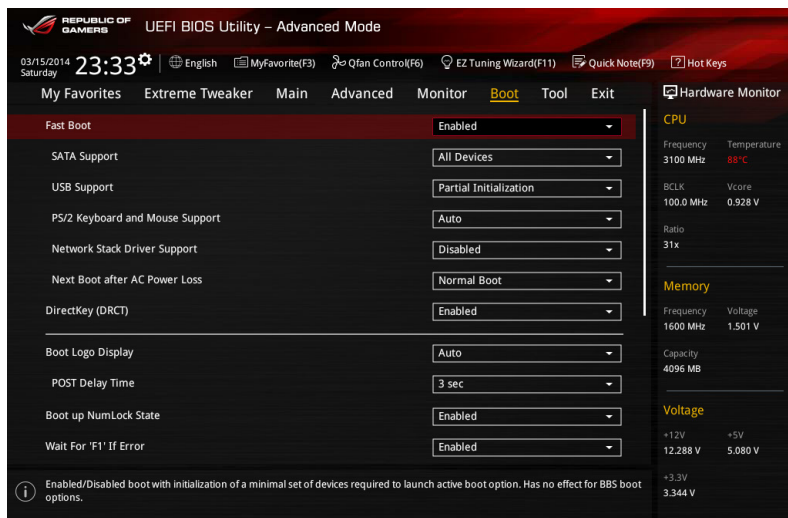 REPUBLIC OF
GAMERS
UEFI BIOS Utility – Advanced Mode
03/15/2014
Saturday
23:33
English
MyFavorite(F3)
Qfan Control(F6)
EZ Tuning Wizard(F11)
Quick Note(F9)
? Hot Keys
My Favorites Extreme Tweaker Main Advanced Monitor Boot Tool Exit
Fast Boot Enabled
SATA Support All Devices
USB Support Partial Initialization
PS/2 Keyboard and Mouse Support Auto
Network Stack Driver Support Disabled
Next Boot after AC Power Loss Normal Boot
DirectKey (DRCT) Enabled
Boot Logo Display Auto
POST Delay Time 3 sec
Boot up NumLock State Enabled
Wait For 'F1' If Error Enabled
i
Enabled/Disabled boot with initialization of a minimal set of devices required to launch active boot option. Has no effect for BBS boot
options.
Hardware Monitor
CPU
Frequency Temperature
3100 MHz 88°C
BCLK Vcore
100.0 MHz 0.928 V
Ratio
31x
Memory
Frequency Voltage
1600 MHz 1.501 V
Capacity
4096 MB
Voltage
+12V +5V
12.288 V 5.080 V
+3.3V
3.344 V